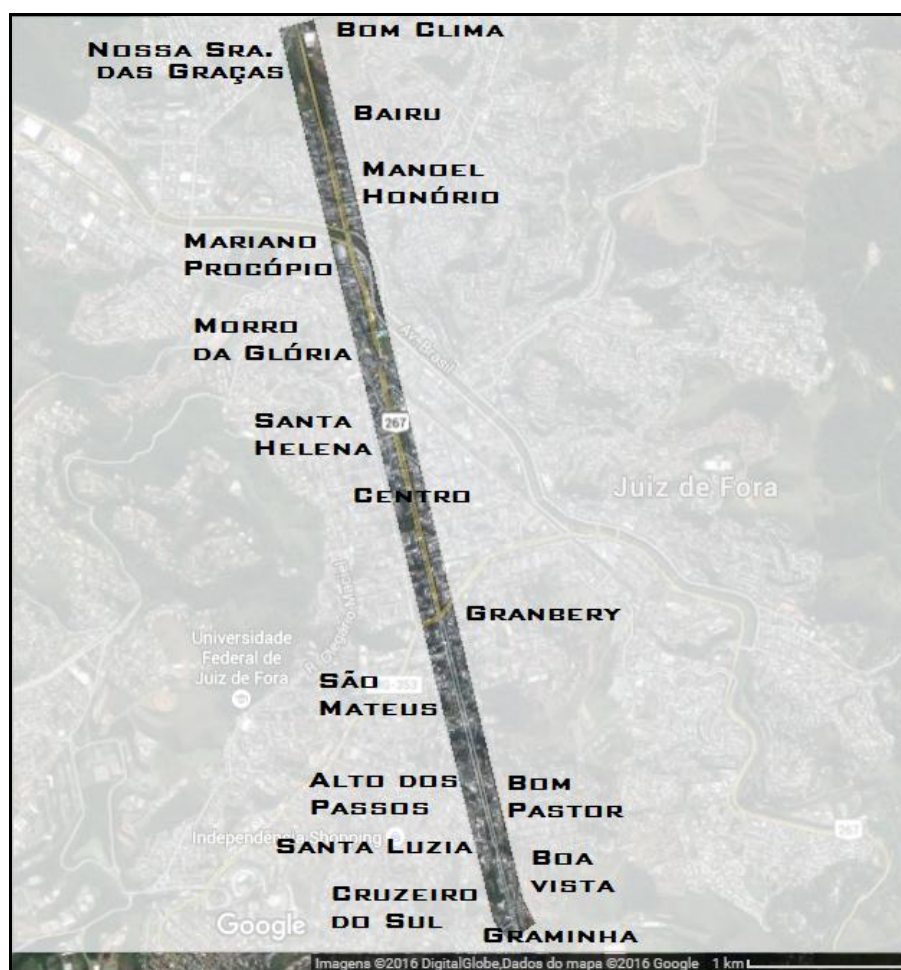 BOM CLIMA
NOSSA SRA.
DAS GRAÇAS
BAIRU
MANOEL
HONÓRIO
MARIANO
PROCÓPIO
MORRO
DA GLÓRIA
Av. Brasil
SANTA
HELENA
267
CENTRO
Juiz de Fora
GRANBERY
Universidade
Federal de
Juiz de Fora
SÃO
MATEUS
353
ALTO DOS
PASSOS
BOM
PASTOR
267
Independência Shopping
SANTA LUZIA
BOA
VISTA
CRUZEIRO
DO SUL
Google
GRAMINHA
Imagens ©2016 DigitalGlobe,Dados do mapa ©2016 Google 1 km